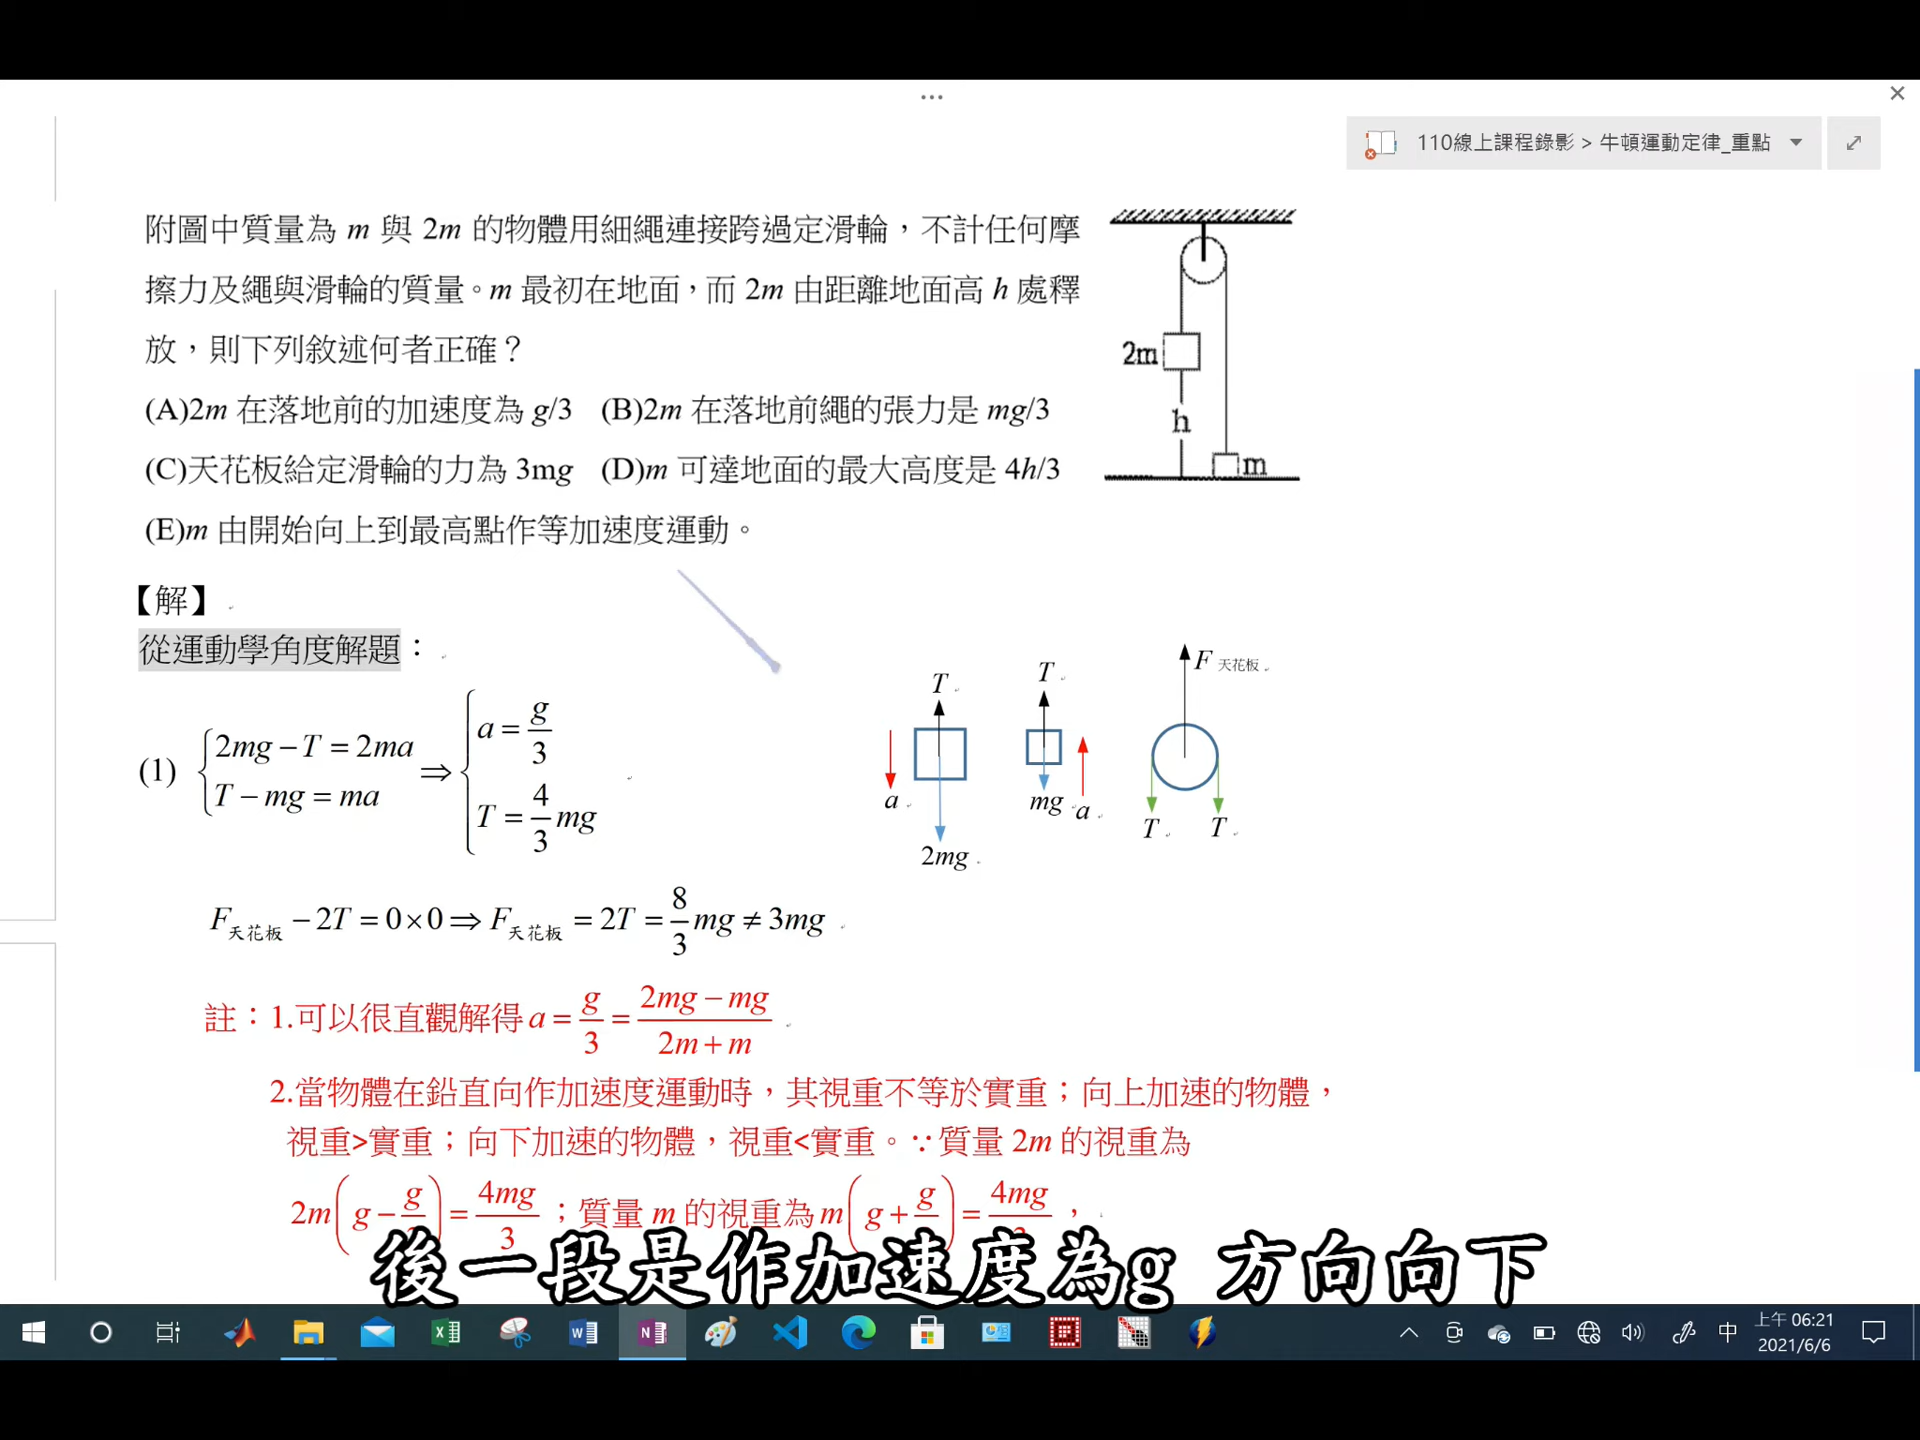 110線上課程錄影 > 牛頓運動定律_重點
附圖中質量為 m 與 2m 的物體用細繩連接跨過定滑輪，不計任何摩
擦力及繩與滑輪的質量。m 最初在地面，而 2m 由距離地面高 h 處釋
放，則下列敘述何者正確？
(A)2m 在落地前的加速度為 g/3 (B)2m 在落地前繩的張力是 mg/3
(C)天花板給定滑輪的力為 3mg (D)m 可達地面的最大高度是 4h/3
(E)m 由開始向上到最高點作等加速度運動。
2m
h
m
【解】
從運動學角度解題：
(1) { 2mg − T = 2ma
T − mg = ma
⇒ { a = g/3
T = 4/3 mg
T
a
2mg
T
mg
a
F天花板
T T
F天花板 − 2T = 0×0 ⇒ F天花板 = 2T = 8/3 mg ≠ 3mg
註：1.可以很直觀解得 a = g/3 = (2mg − mg)/(2m + m)
2.當物體在鉛直向作加速度運動時，其視重不等於實重；向上加速的物體，
視重>實重；向下加速的物體，視重<實重。∵質量 2m 的視重為
2m(g − g/3) = 4mg/3；質量 m 的視重為 m(g + g/3) = 4mg/3，
後一段是作加速度為g 方向向下
中
上午 06:21
2021/6/6